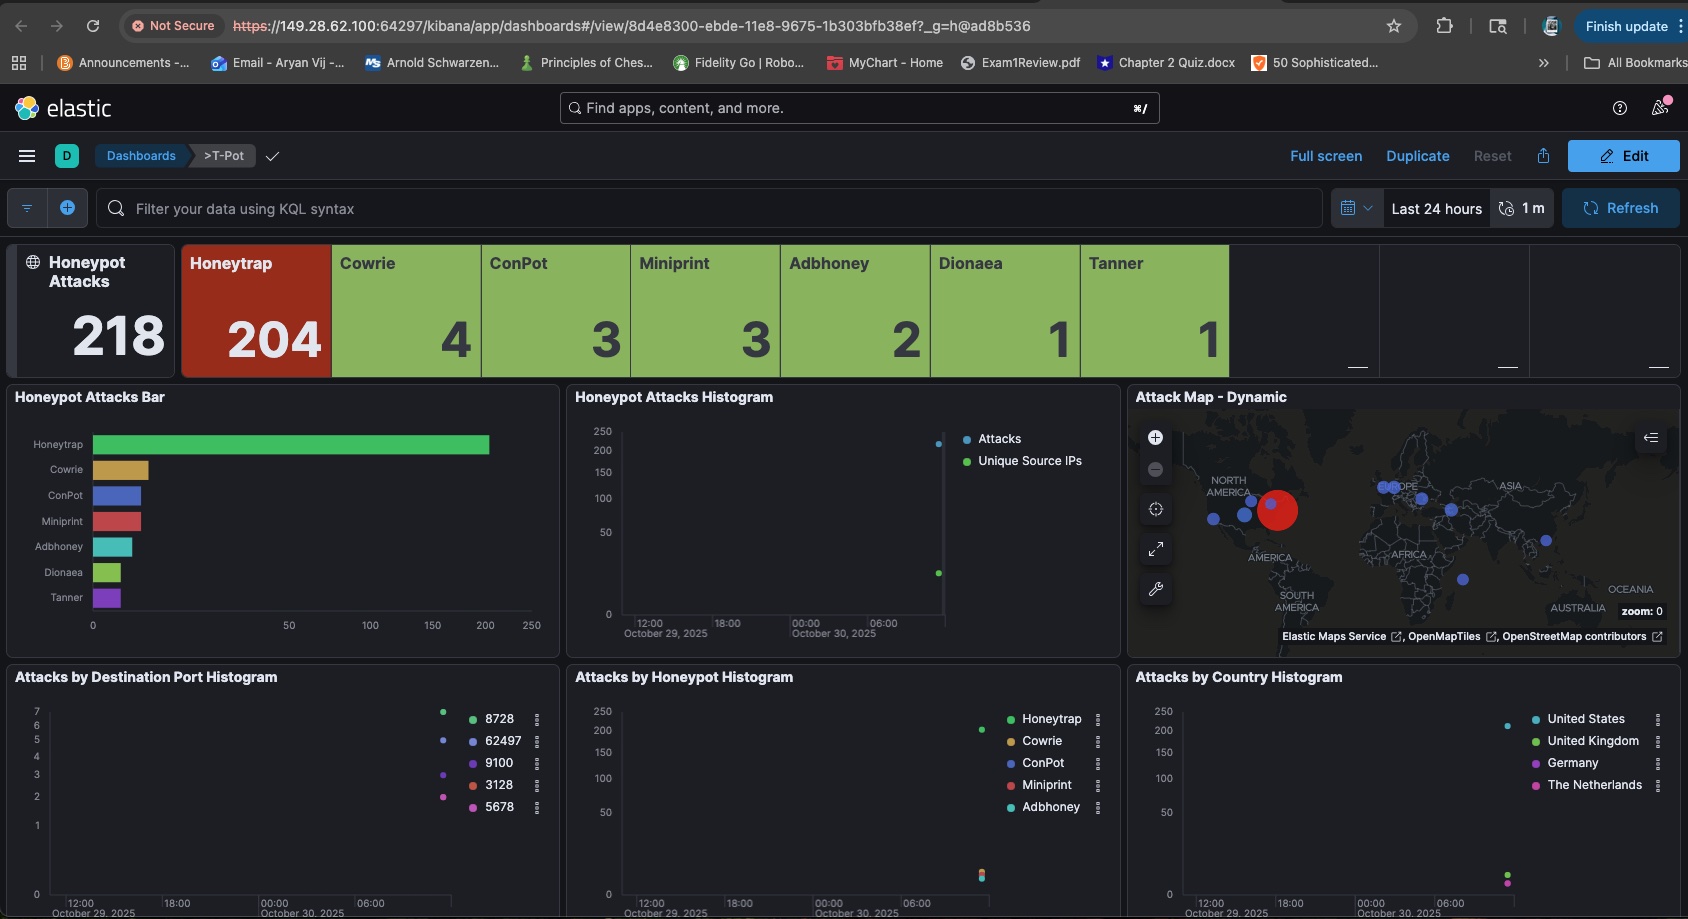 Not Secure https://149.28.62.100:64297/kibana/app/dashboards#/view/8d4e8300-ebde-11e8-9675-1b303bfb38ef?_g=h@ad8b536 Finish update
Announcements -... Email - Aryan Vij -... Arnold Schwarzen... Principles of Ches... Fidelity Go | Robo... MyChart - Home Exam1Review.pdf Chapter 2 Quiz.docx 50 Sophisticated... » All Bookmarks
elastic Find apps, content, and more. ⌘/
D Dashboards >T-Pot Full screen Duplicate Reset Edit
Filter your data using KQL syntax Last 24 hours 1 m Refresh
Honeypot
Attacks
218
Honeytrap
204
Cowrie
4
ConPot
3
Miniprint
3
Adbhoney
2
Dionaea
1
Tanner
1
Honeypot Attacks Bar
Honeytrap
Cowrie
ConPot
Miniprint
Adbhoney
Dionaea
Tanner
0 50 100 150 200 250
Honeypot Attacks Histogram
250
200
150
100
50
0
12:00 18:00 00:00 06:00
October 29, 2025 October 30, 2025
Attacks
Unique Source IPs
Attack Map - Dynamic
NORTH
AMERICA
EUROPE
ASIA
AMERICA
AFRICA
SOUTH
AMERICA
OCEANIA
AUSTRALIA
zoom: 0
Elastic Maps Service , OpenMapTiles , OpenStreetMap contributors
Attacks by Destination Port Histogram
7
6
5
4
3
2
1
0
12:00 18:00 00:00 06:00
October 29, 2025 October 30, 2025
8728
62497
9100
3128
5678
Attacks by Honeypot Histogram
250
200
150
100
50
0
12:00 18:00 00:00 06:00
October 29, 2025 October 30, 2025
Honeytrap
Cowrie
ConPot
Miniprint
Adbhoney
Attacks by Country Histogram
250
200
150
100
50
0
12:00 18:00 00:00 06:00
October 29, 2025 October 30, 2025
United States
United Kingdom
Germany
The Netherlands